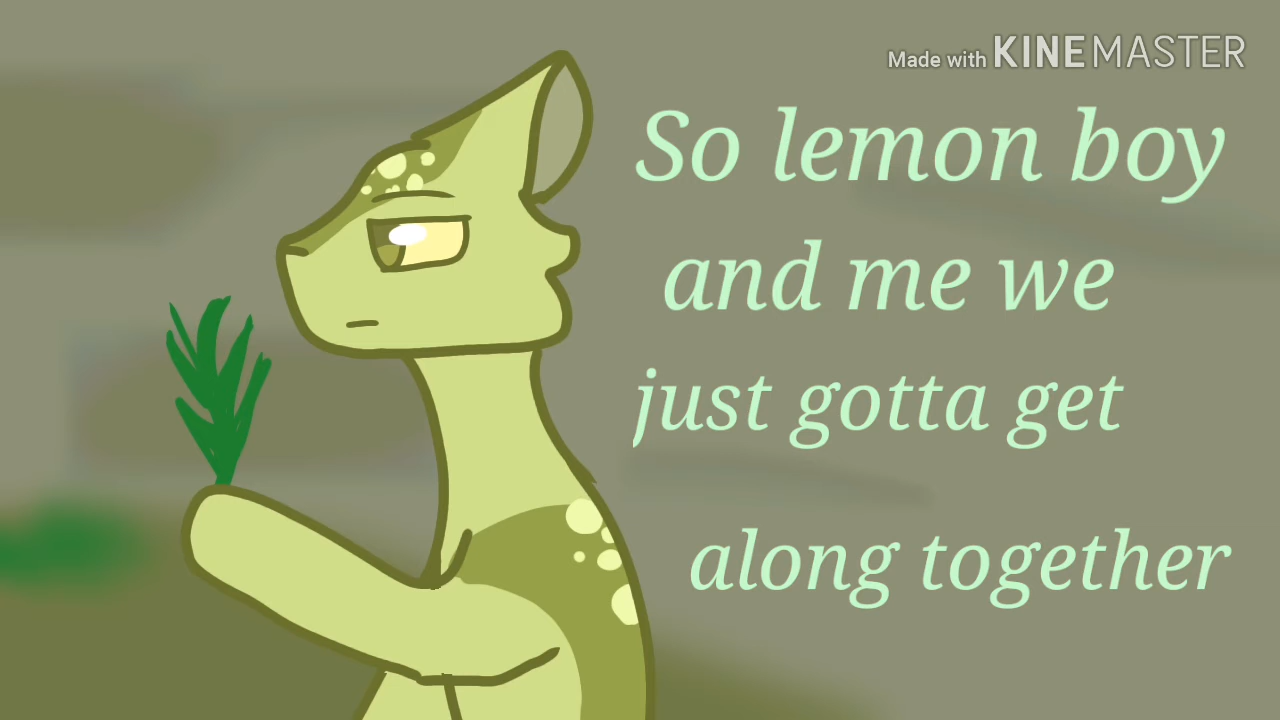 Made with KINEMASTER
So lemon boy
and me we
just gotta get
along together